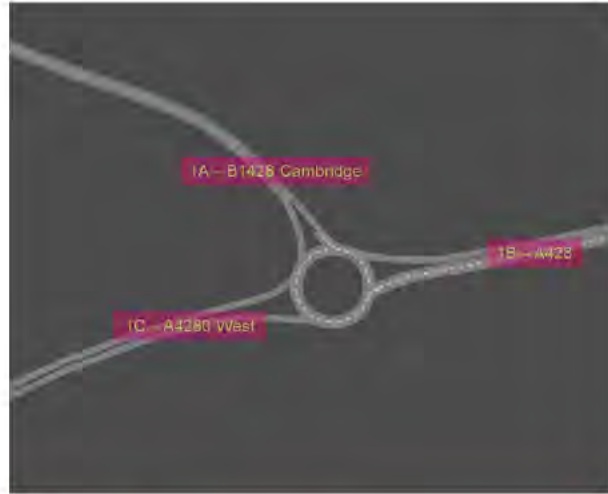 1A – B1428 Cambridge
1B – A428
1C – A4280 West